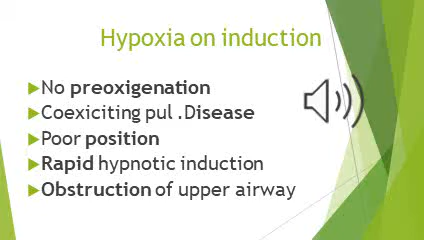 Hypoxia on induction
No preoxigenation
Coexiciting pul .Disease
Poor position
Rapid hypnotic induction
Obstruction of upper airway